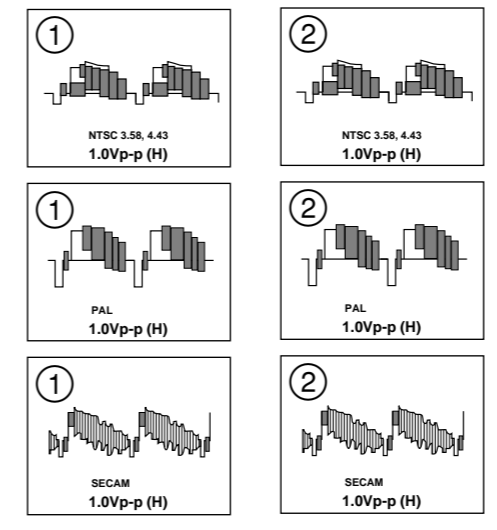 1
NTSC 3.58, 4.43
1.0Vp-p (H)
2
NTSC 3.58, 4.43
1.0Vp-p (H)
1
PAL
1.0Vp-p (H)
2
PAL
1.0Vp-p (H)
1
SECAM
1.0Vp-p (H)
2
SECAM
1.0Vp-p (H)